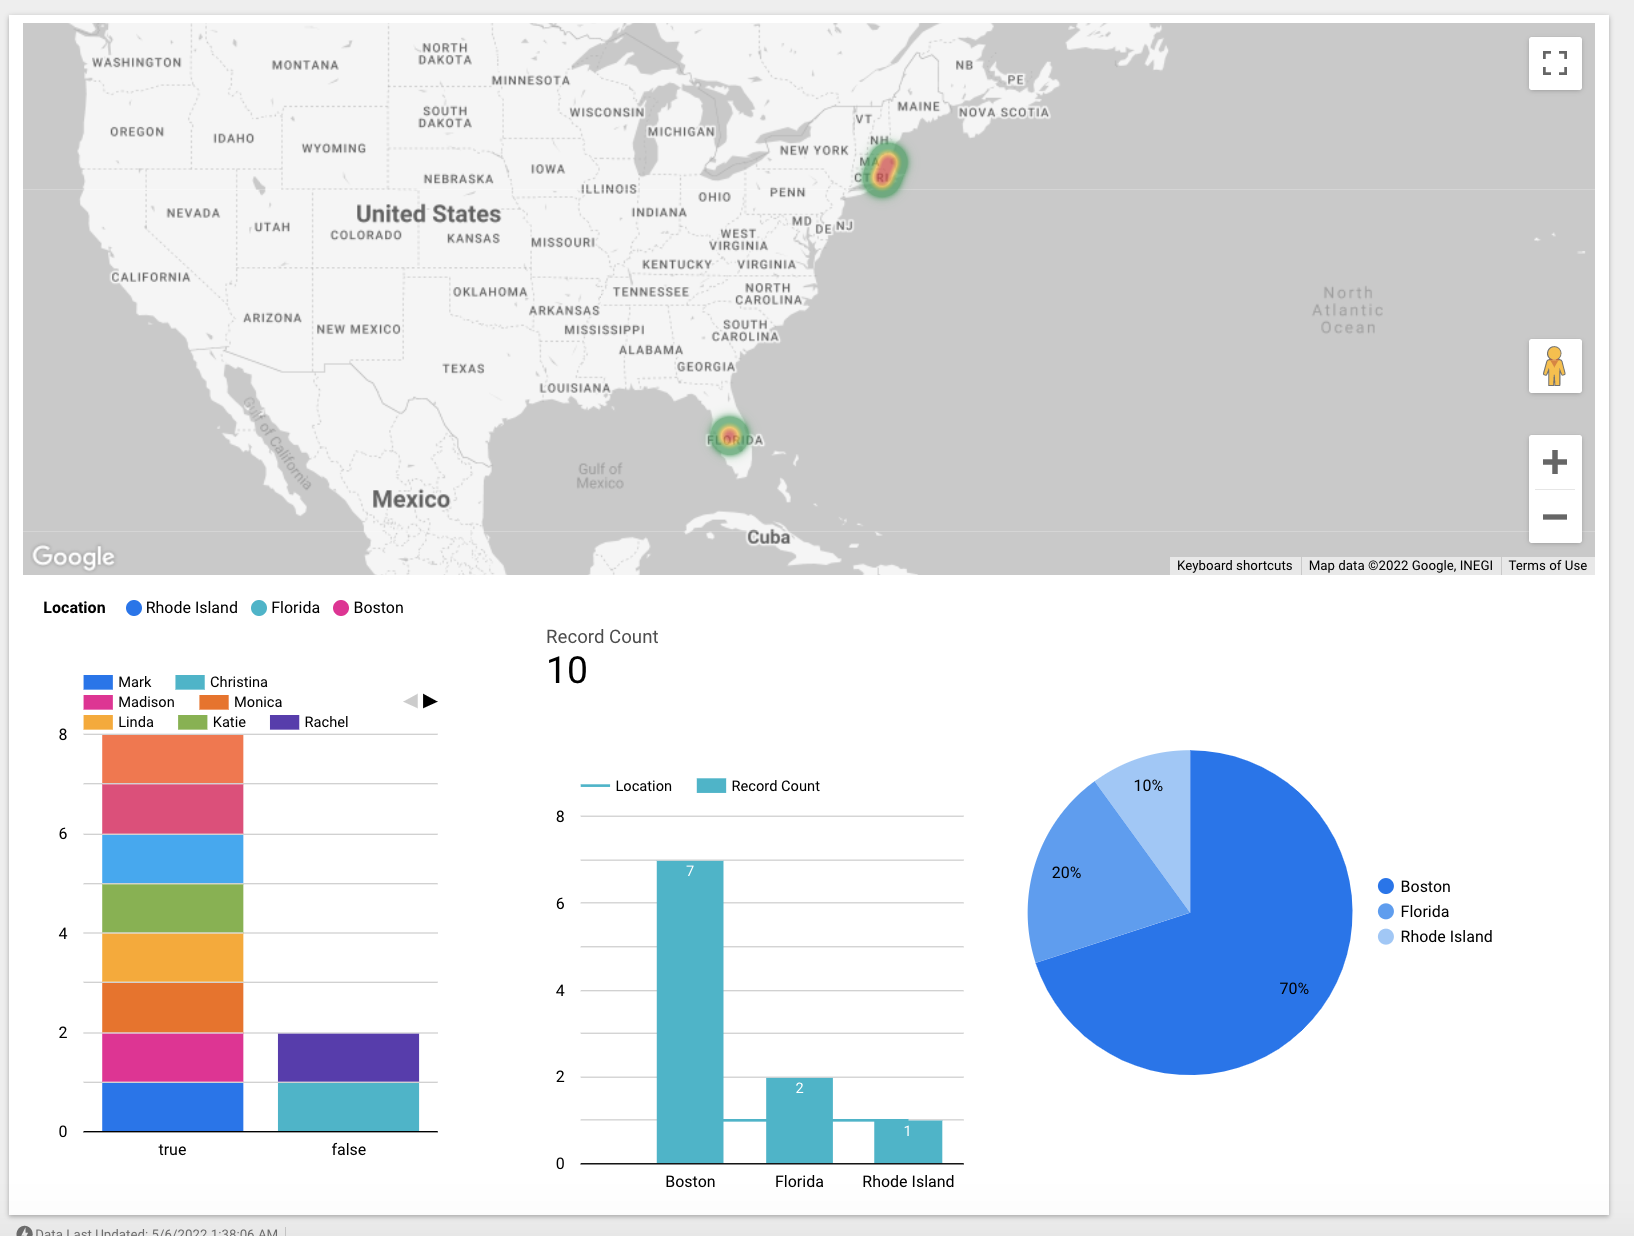 WASHINGTON
MONTANA
NORTH
DAKOTA
MINNESOTA
NB
PE
OREGON
IDAHO
WYOMING
SOUTH
DAKOTA
WISCONSIN
MICHIGAN
VT
MAINE
NOVA SCOTIA
NH
NEW YORK
MA
CT RI
NEBRASKA
IOWA
ILLINOIS
OHIO
PENN
NEVADA
UTAH
United States
COLORADO
KANSAS
MISSOURI
INDIANA
WEST
VIRGINIA
MD
DE
NJ
CALIFORNIA
KENTUCKY
VIRGINIA
ARIZONA
NEW MEXICO
OKLAHOMA
ARKANSAS
TENNESSEE
NORTH
CAROLINA
MISSISSIPPI
SOUTH
CAROLINA
ALABAMA
GEORGIA
TEXAS
LOUISIANA
North
Atlantic
Ocean
Gulf of California
FLORIDA
Gulf of
Mexico
Mexico
Cuba
Google
Keyboard shortcuts
Map data ©2022 Google, INEGI
Terms of Use
Location Rhode Island Florida Boston
Record Count
10
Mark Christina
Madison Monica
Linda Katie Rachel
8
6
4
2
0
true false
Location Record Count
8
6
4
2
0
7
2
1
Boston Florida Rhode Island
10%
20%
70%
Boston
Florida
Rhode Island
Data Last Updated: 5/6/2022 1:38:06 AM